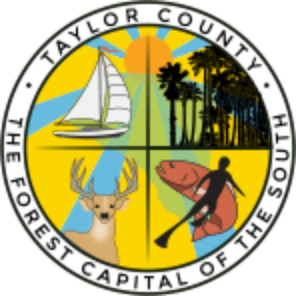 • TAYLOR COUNTY •
THE FOREST CAPITAL OF THE SOUTH